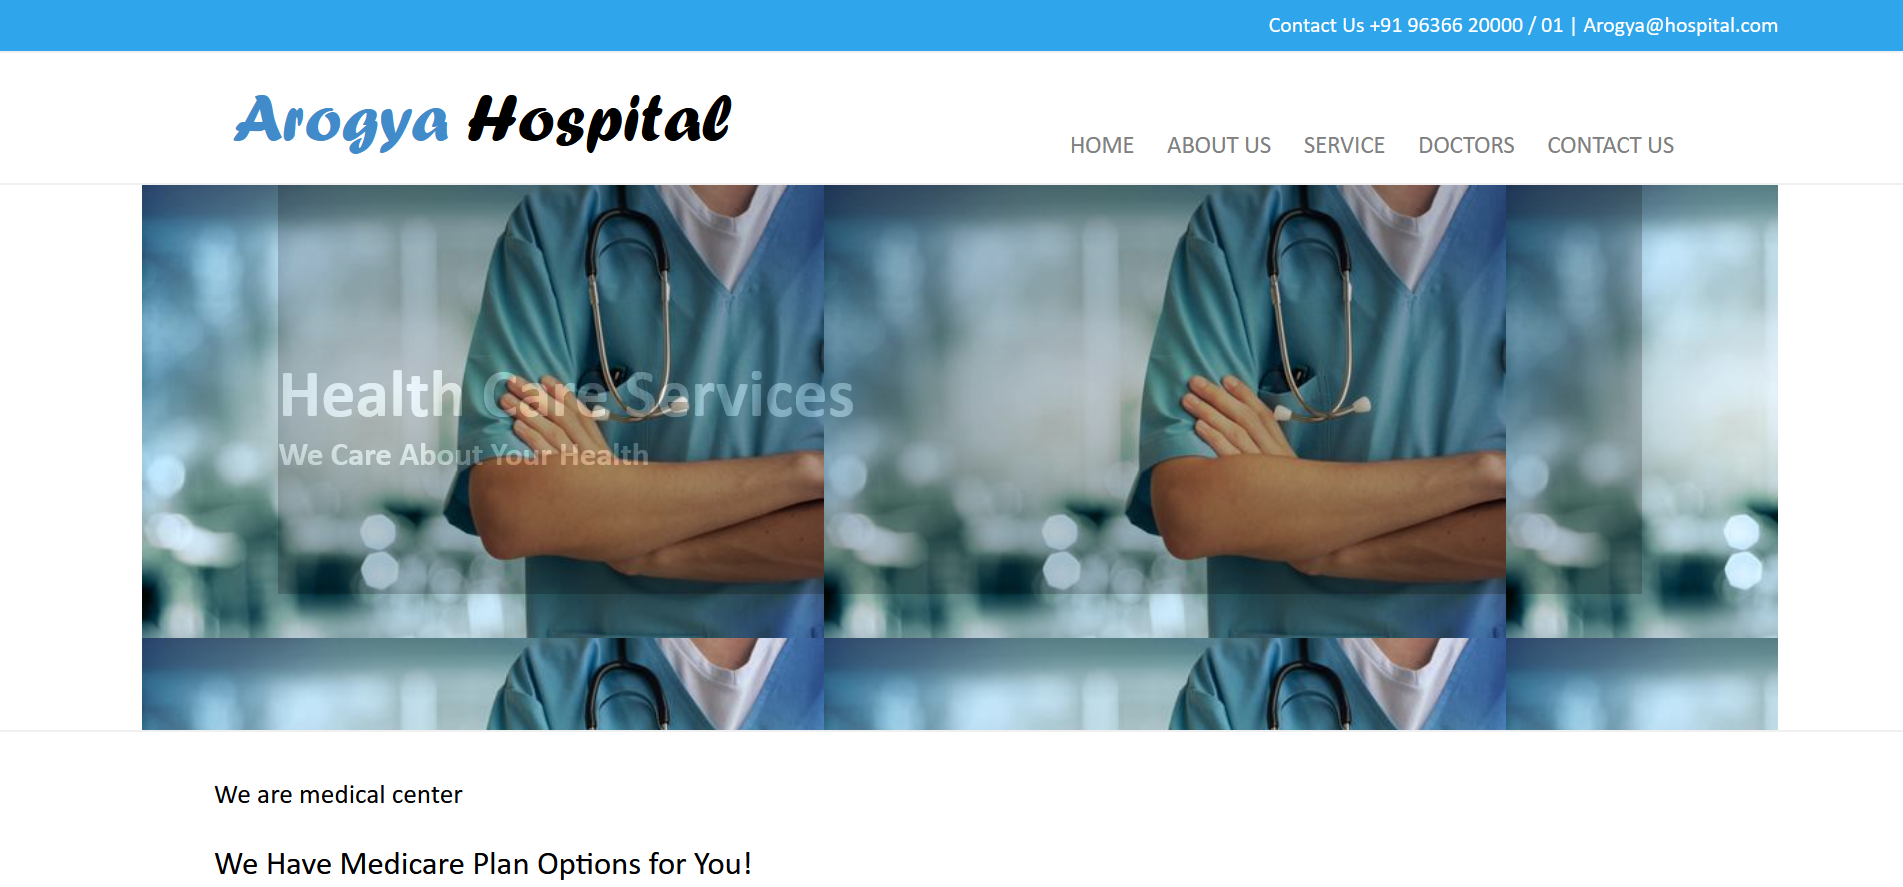 Contact Us +91 96366 20000 / 01 | Arogya@hospital.com
Arogya Hospital
HOME ABOUT US SERVICE DOCTORS CONTACT US
Health Care Services
We Care About Your Health
We are medical center
We Have Medicare Plan Options for You!